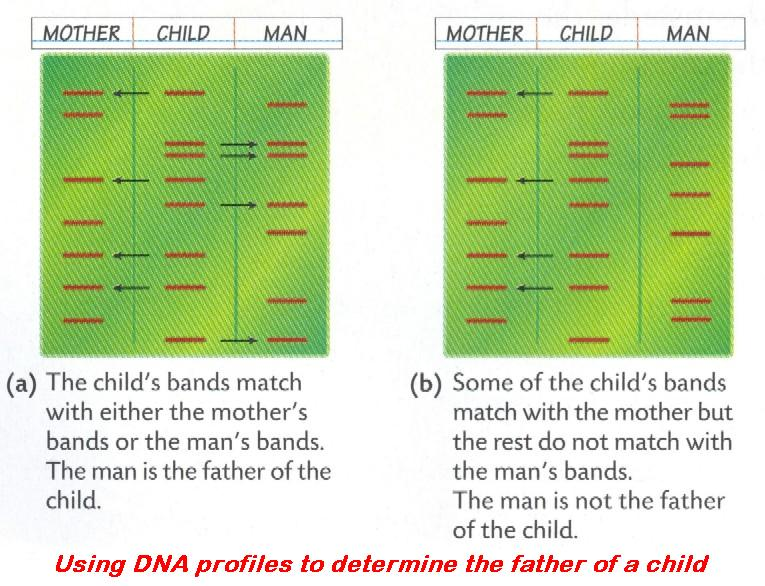 MOTHER CHILD MAN
MOTHER CHILD MAN
(a) The child's bands match
with either the mother's
bands or the man's bands.
The man is the father of the
child.
(b) Some of the child's bands
match with the mother but
the rest do not match with
the man's bands.
The man is not the father
of the child.
Using DNA profiles to determine the father of a child